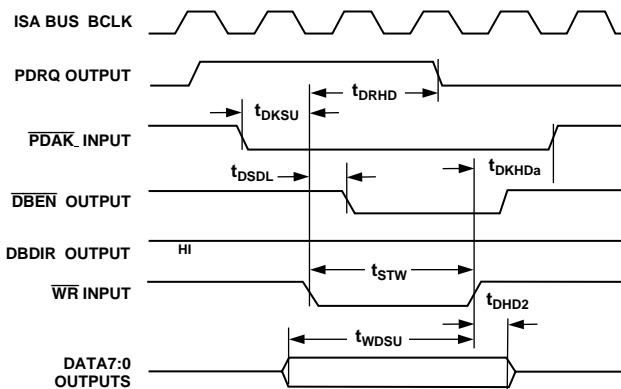 ISA BUS BCLK
PDRQ OUTPUT
tDRHD
tDKSU
PDAK INPUT
tDKHDa
tDSDL
DBEN OUTPUT
DBDIR OUTPUT
HI
tSTW
WR INPUT
tDHD2
tWDSU
DATA7:0
OUTPUTS